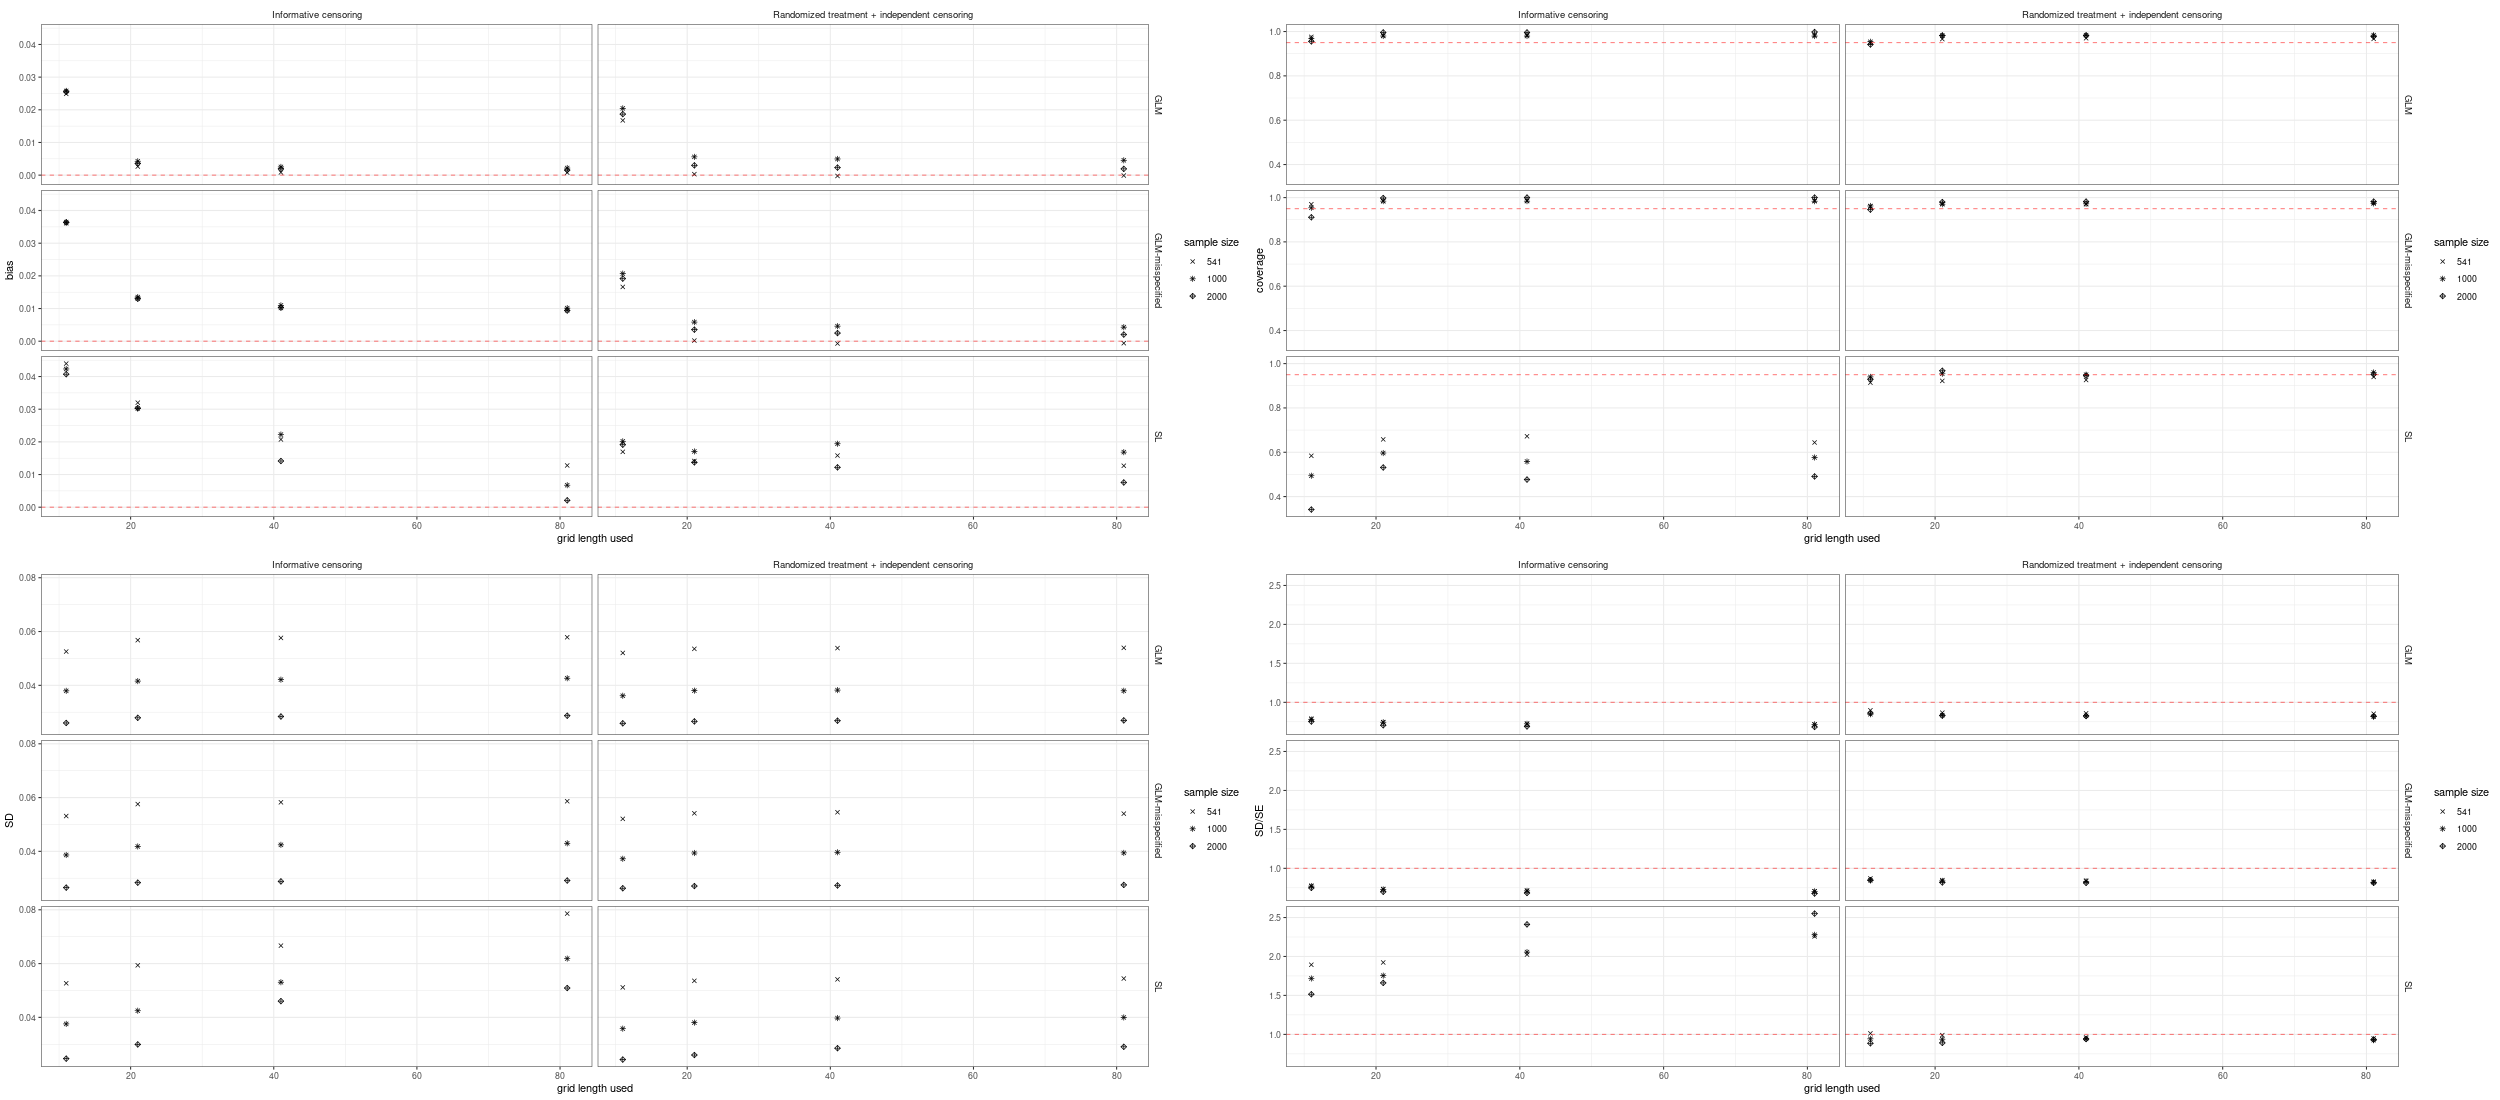 Informative censoring
Randomized treatment + independent censoring
0.04
0.03
0.02
0.01
0.00
GLM
0.04
0.03
0.02
0.01
0.00
GLM-misspecified
0.04
0.03
0.02
0.01
0.00
SL
bias
20
40
60
80
20
40
60
80
grid length used
sample size
541
1000
2000
Informative censoring
Randomized treatment + independent censoring
1.0
0.8
0.6
0.4
GLM
1.0
0.8
0.6
0.4
GLM-misspecified
1.0
0.8
0.6
0.4
SL
coverage
20
40
60
80
20
40
60
80
grid length used
sample size
541
1000
2000
Informative censoring
Randomized treatment + independent censoring
0.08
0.06
0.04
GLM
0.08
0.06
0.04
GLM-misspecified
0.08
0.06
0.04
SL
SD
20
40
60
80
20
40
60
80
grid length used
sample size
541
1000
2000
Informative censoring
Randomized treatment + independent censoring
2.5
2.0
1.5
1.0
GLM
2.5
2.0
1.5
1.0
GLM-misspecified
2.5
2.0
1.5
1.0
SL
SD/SE
20
40
60
80
20
40
60
80
grid length used
sample size
541
1000
2000